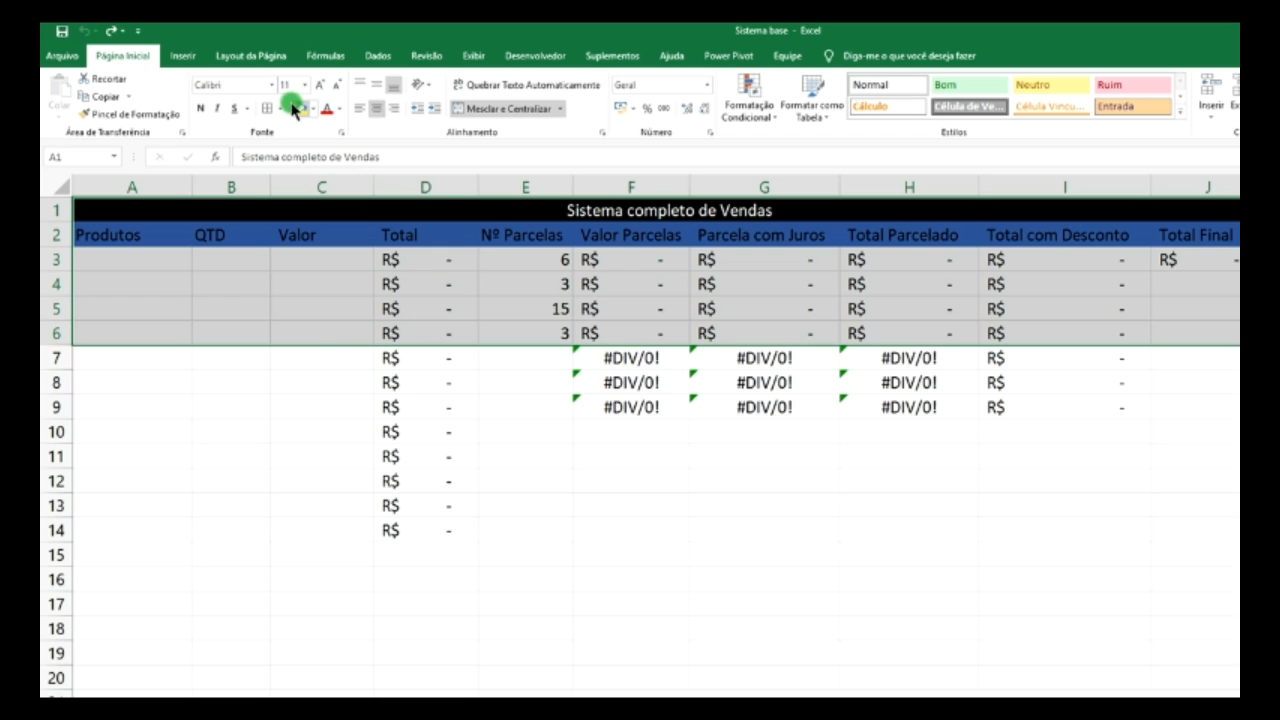 Sistema base - Excel
Arquivo Página Inicial Inserir Layout da Página Fórmulas Dados Revisão Exibir Desenvolvedor Suplementos Ajuda Power Pivot Equipe Diga-me o que você deseja fazer
Recortar
Copiar
Pincel de Formatação
Colar
Área de Transferência
Calibri 11
N I S
Fonte
Quebrar Texto Automaticamente
Mesclar e Centralizar
Alinhamento
Geral
% 000
Número
Formatação Condicional
Formatar como Tabela
Normal Bom Neutro Ruim
Cálculo Célula de Ve... Célula Vincu... Entrada
Estilos
Inserir
A1 fx Sistema completo de Vendas
A B C D E F G H I J
1 Sistema completo de Vendas
2 Produtos QTD Valor Total Nº Parcelas Valor Parcelas Parcela com Juros Total Parcelado Total com Desconto Total Final
3 R$ - 6 R$ - R$ - R$ - R$ - R$ -
4 R$ - 3 R$ - R$ - R$ - R$ -
5 R$ - 15 R$ - R$ - R$ - R$ -
6 R$ - 3 R$ - R$ - R$ - R$ -
7 R$ - #DIV/0! #DIV/0! #DIV/0! R$ -
8 R$ - #DIV/0! #DIV/0! #DIV/0! R$ -
9 R$ - #DIV/0! #DIV/0! #DIV/0! R$ -
10 R$ -
11 R$ -
12 R$ -
13 R$ -
14 R$ -
15
16
17
18
19
20